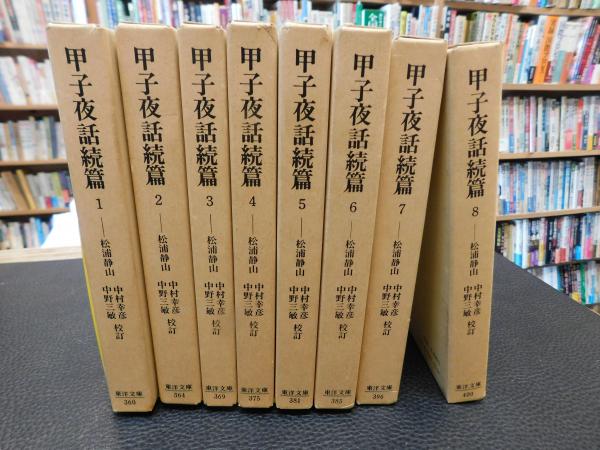 甲子夜話続篇 1 ― 松浦静山 中村幸彦 中野三敏 校訂
東洋文庫
360
甲子夜話続篇 2 ― 松浦静山 中村幸彦 中野三敏 校訂
東洋文庫
364
甲子夜話続篇 3 ― 松浦静山 中村幸彦 中野三敏 校訂
東洋文庫
369
甲子夜話続篇 4 ― 松浦静山 中村幸彦 中野三敏 校訂
東洋文庫
375
甲子夜話続篇 5 ― 松浦静山 中村幸彦 中野三敏 校訂
東洋文庫
381
甲子夜話続篇 6 ― 松浦静山 中村幸彦 中野三敏 校訂
東洋文庫
385
甲子夜話続篇 7 ― 松浦静山 中村幸彦 中野三敏 校訂
東洋文庫
396
甲子夜話続篇 8 ― 松浦静山 中村幸彦 中野三敏 校訂
東洋文庫
400